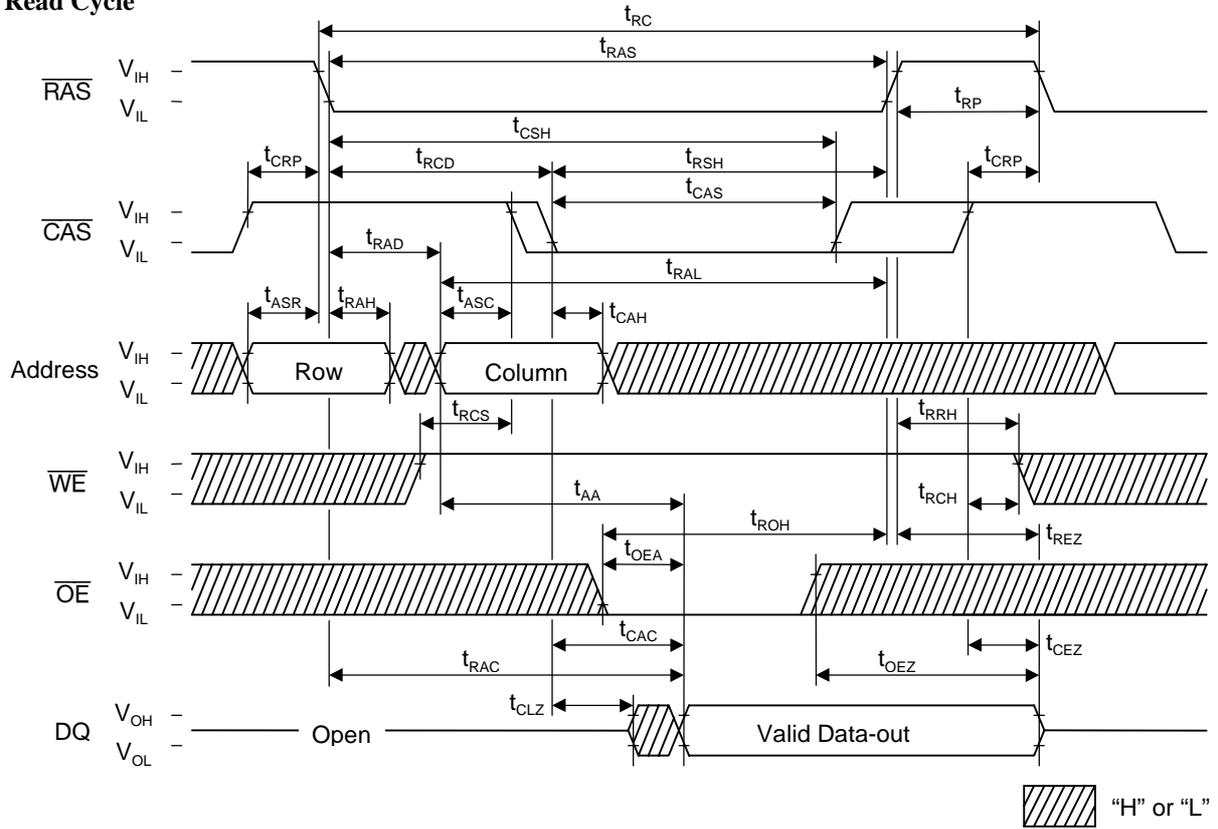 Read Cycle
tRC
tRAS
RAS
VIH
VIL
tRP
tCSH
tCRP
tRCD
tRSH
tCRP
tCAS
CAS
VIH
VIL
tRAD
tRAL
tASR
tRAH
tASC
tCAH
Address
VIH
VIL
Row
Column
tRCS
tRRH
WE
VIH
VIL
tAA
tRCH
tROH
tREZ
tOEA
OE
VIH
VIL
tCAC
tRAC
tOEZ
tCEZ
tCLZ
DQ
VOH
VOL
Open
Valid Data-out
“H” or “L”